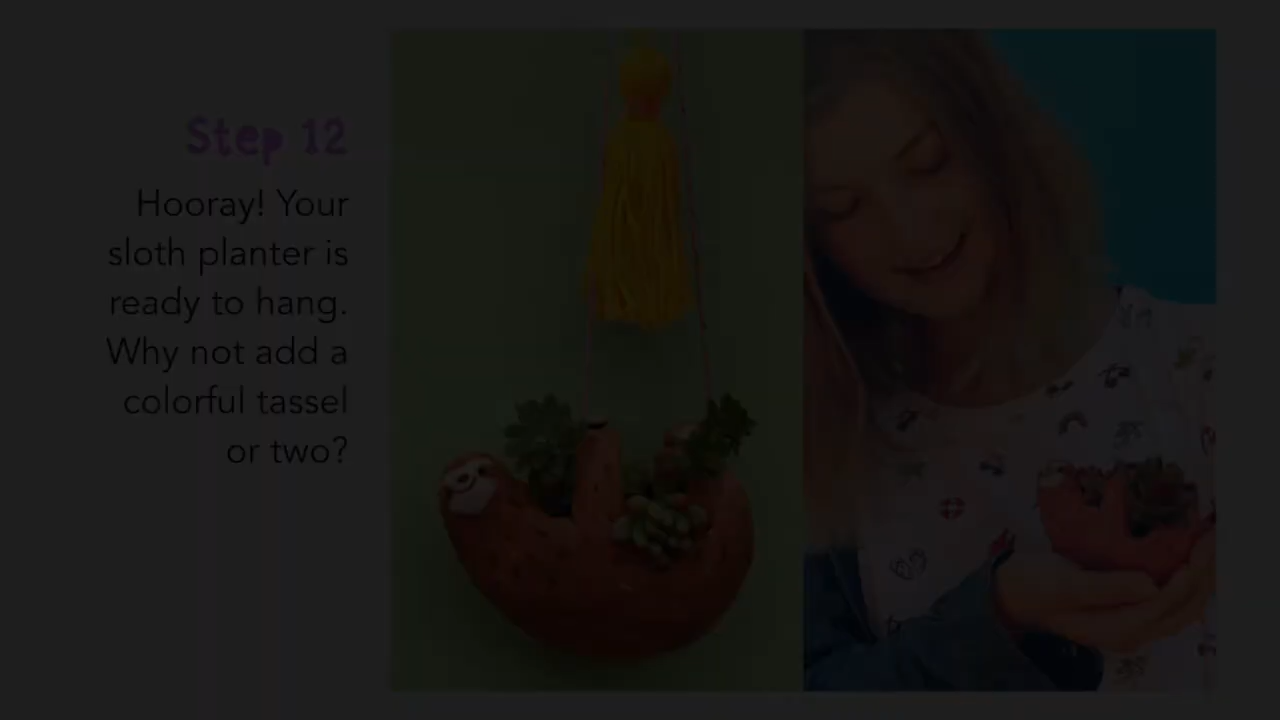 Step 12
Hooray! Your
sloth planter is
ready to hang.
Why not add a
colorful tassel
or two?